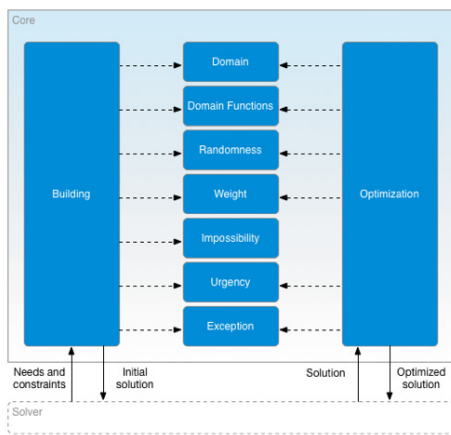 Core
Domain
Domain Functions
Randomness
Building
Weight
Optimization
Impossibility
Urgency
Exception
Needs and
constraints
Initial
solution
Solution
Optimized
solution
Solver